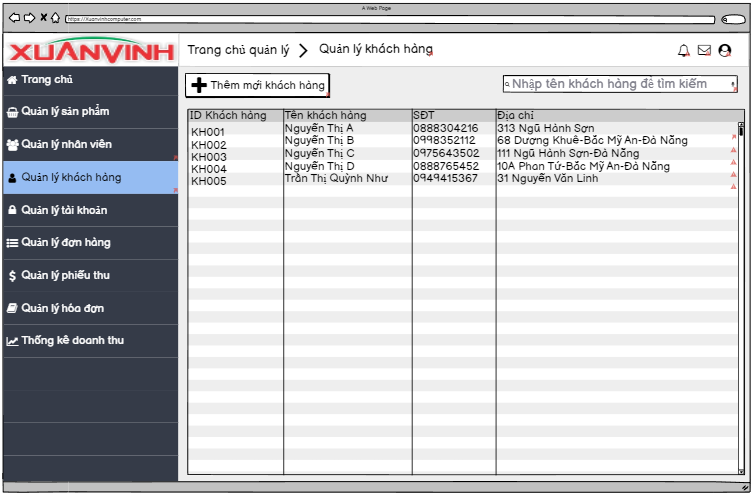 A Web Page
https://Xuanvinhcomputer.com
XUÂNVINH
Trang chủ quản lý > Quản lý khách hàng
Trang chủ
Quản lý sản phẩm
Quản lý nhân viên
Quản lý khách hàng
Quản lý tài khoản
Quản lý đơn hàng
Quản lý phiếu thu
Quản lý hóa đơn
Thống kê doanh thu
Thêm mới khách hàng
Nhập tên khách hàng để tìm kiếm
ID Khách hàng Tên khách hàng SĐT Địa chỉ
KH001 Nguyễn Thị A 0888304216 313 Ngũ Hành Sơn
KH002 Nguyễn Thị B 0998352112 68 Dương Khuê-Bắc Mỹ An-Đà Nẵng
KH003 Nguyễn Thị C 0975643502 111 Ngũ Hành Sơn-Đà Nẵng
KH004 Nguyễn Thị D 0888765452 10A Phan Tứ-Bắc Mỹ An-Đà Nẵng
KH005 Trần Thị Quỳnh Như 0949415367 31 Nguyễn Văn Linh